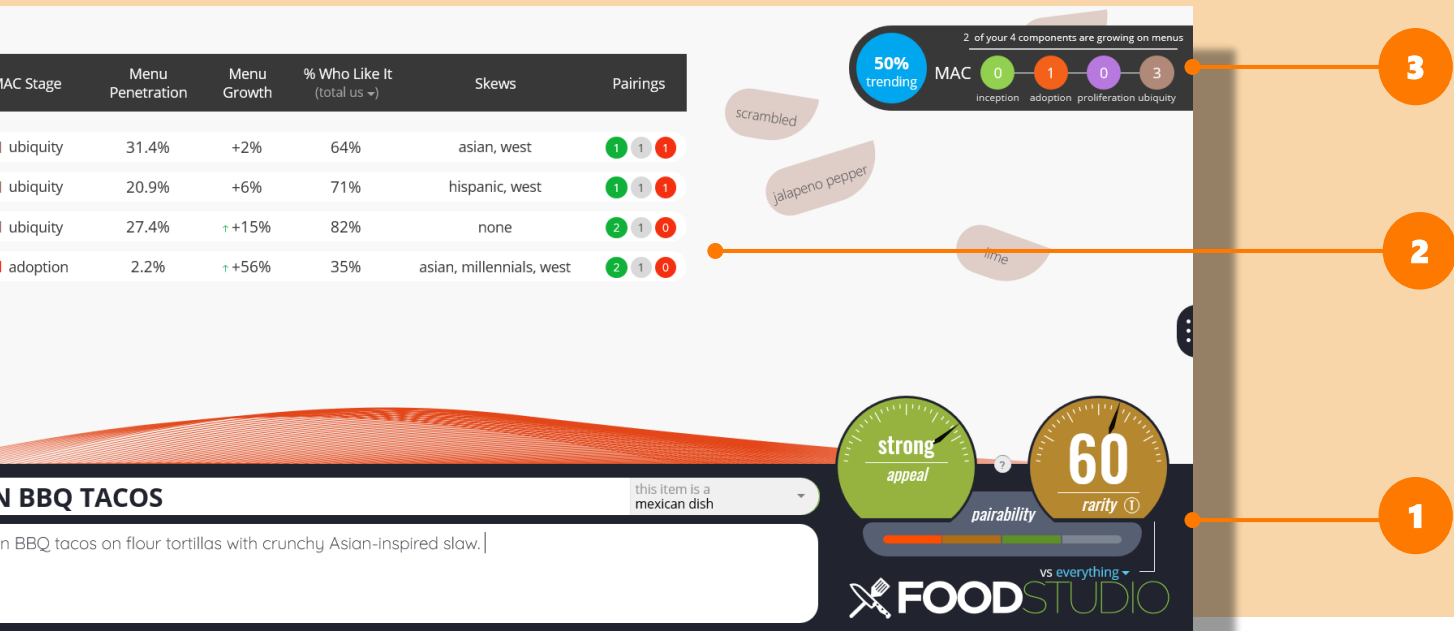 2 of your 4 components are growing on menus
50%
trending
MAC 0 1 0 3
inception adoption proliferation ubiquity
3
MAC Stage Menu Penetration Menu Growth % Who Like It (total us) Skews Pairings
ubiquity 31.4% +2% 64% asian, west 1 1 1
ubiquity 20.9% +6% 71% hispanic, west 1 1 1
ubiquity 27.4% ↑+15% 82% none 2 1 0
adoption 2.2% ↑+56% 35% asian, millennials, west 2 1 0
scrambled
jalapeno pepper
lime
2
strong
appeal
?
60
rarity T
pairability
vs everything
N BBQ TACOS
this item is a
mexican dish
n BBQ tacos on flour tortillas with crunchy Asian-inspired slaw.
FOODSTUDIO
1